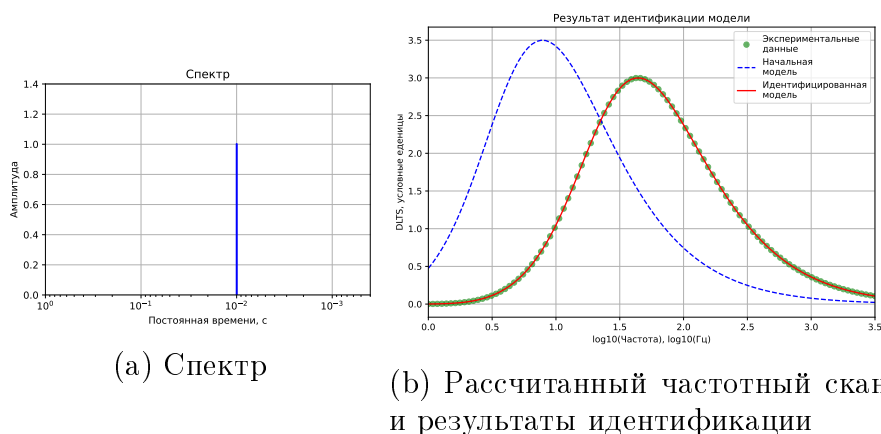 Спектр
1.4
1.2
1.0
0.8
0.6
0.4
0.2
0.0
Амплитуда
10⁰ 10⁻¹ 10⁻² 10⁻³
Постоянная времени, с
(a) Спектр
Результат идентификации модели
3.5
3.0
2.5
2.0
1.5
1.0
0.5
0.0
DLTS, условные еденицы
Экспериментальные
данные
Начальная
модель
Идентифицированная
модель
0.0 0.5 1.0 1.5 2.0 2.5 3.0 3.5
log10(Частота), log10(Гц)
(b) Рассчитанный частотный скан
и результаты идентификации